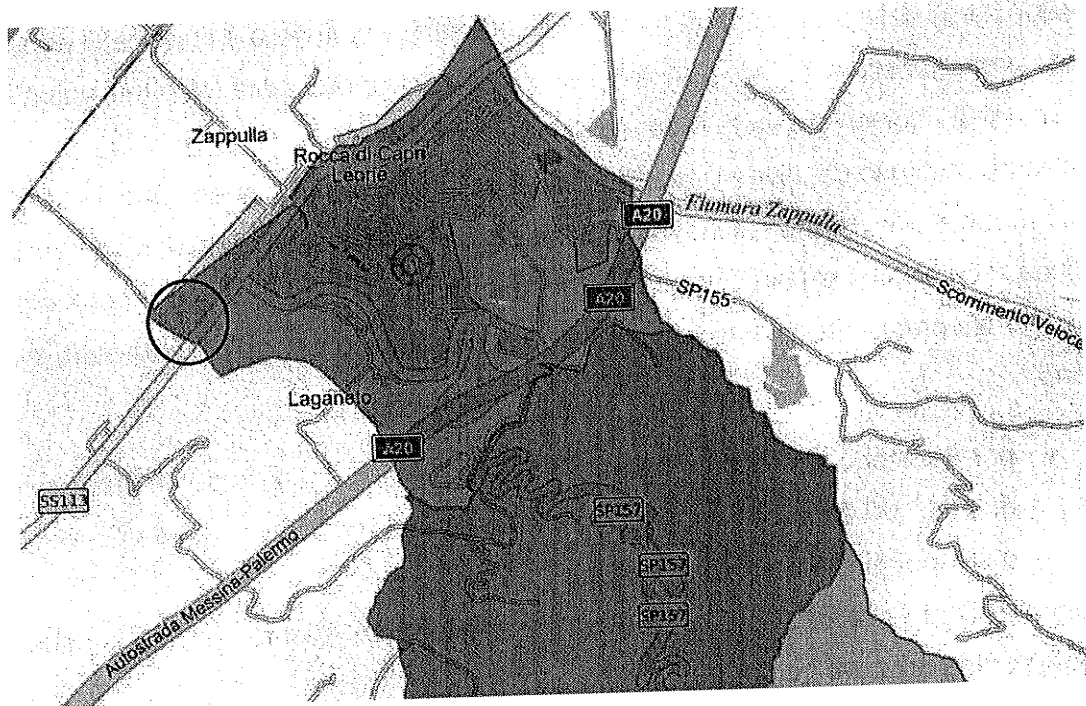 Zappulla
Rocca di Capri
Leone
A20
Fiumara Zappulla
A20
SP155
Scommento Veloce
Laganeto
A20
SS113
SP157
SP157
SP157
Autostrada Messina-Palermo